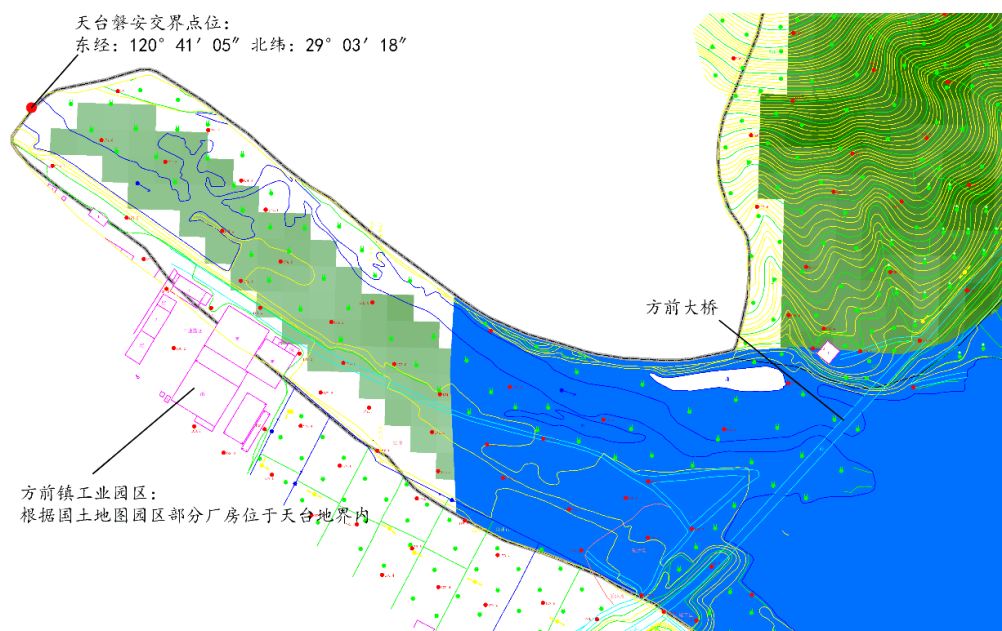 天台磐安交界点位:
东经: 120° 41′ 05″ 北纬: 29° 03′ 18″
方前大桥
方前镇工业园区:
根据国土地图园区部分厂房位于天台地界内